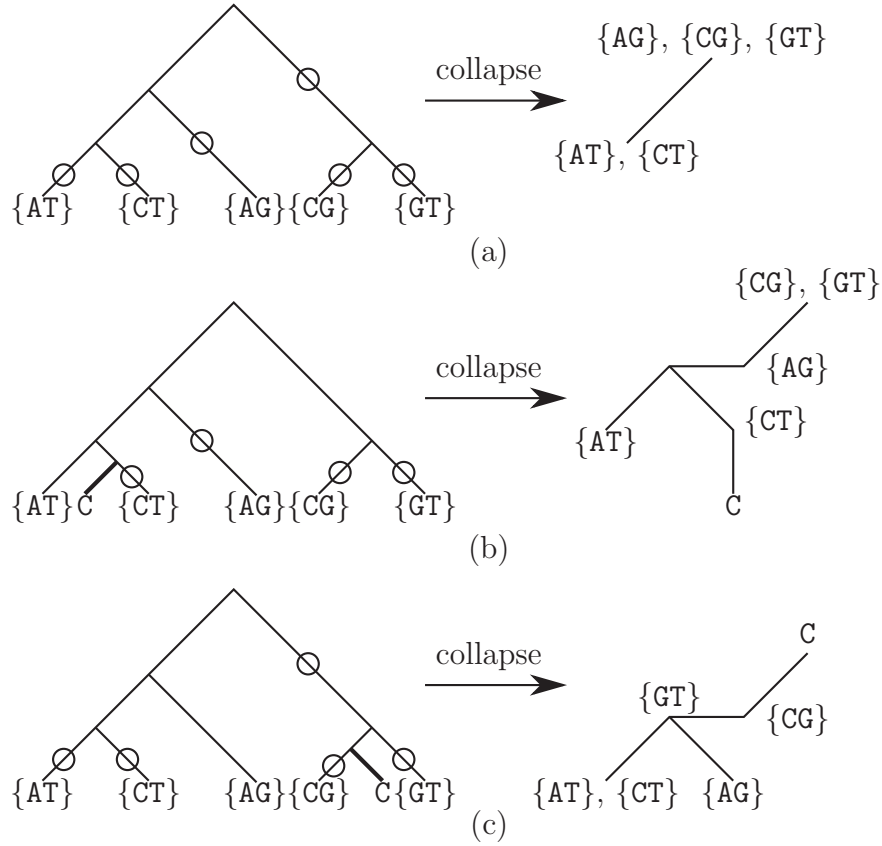 {AG}, {CG}, {GT}
collapse
{AT}, {CT}
{AT} {CT} {AG} {CG} {GT}
(a)
{CG}, {GT}
collapse
{AG}
{CT}
{AT}
{AT} C {CT} {AG} {CG} {GT}
C
(b)
C
collapse
{GT}
{CG}
{AT} {CT} {AG} {CG} C {GT}
{AT}, {CT} {AG}
(c)